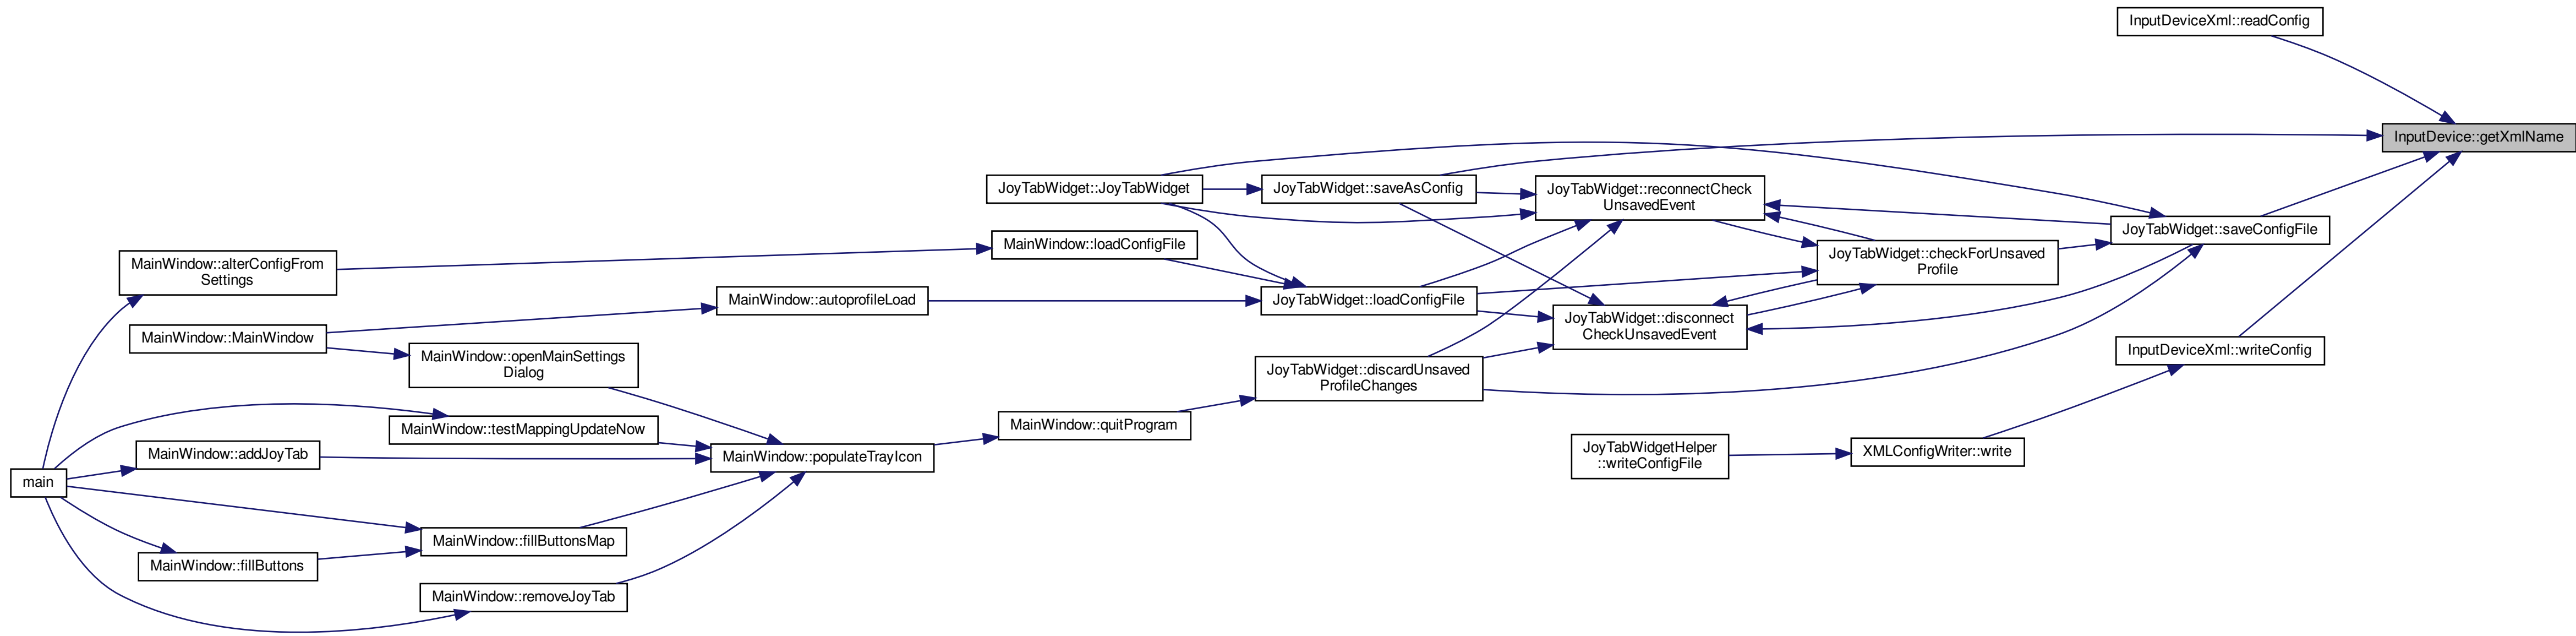 InputDeviceXml::readConfig
InputDevice::getXmlName
JoyTabWidget::JoyTabWidget
JoyTabWidget::saveAsConfig
JoyTabWidget::reconnectCheck
UnsavedEvent
JoyTabWidget::saveConfigFile
MainWindow::loadConfigFile
JoyTabWidget::checkForUnsaved
Profile
MainWindow::alterConfigFrom
Settings
MainWindow::autoprofileLoad
JoyTabWidget::loadConfigFile
JoyTabWidget::disconnect
CheckUnsavedEvent
MainWindow::MainWindow
MainWindow::openMainSettings
Dialog
InputDeviceXml::writeConfig
JoyTabWidget::discardUnsaved
ProfileChanges
MainWindow::testMappingUpdateNow
MainWindow::quitProgram
MainWindow::addJoyTab
MainWindow::populateTrayIcon
JoyTabWidgetHelper
::writeConfigFile
XMLConfigWriter::write
main
MainWindow::fillButtonsMap
MainWindow::fillButtons
MainWindow::removeJoyTab